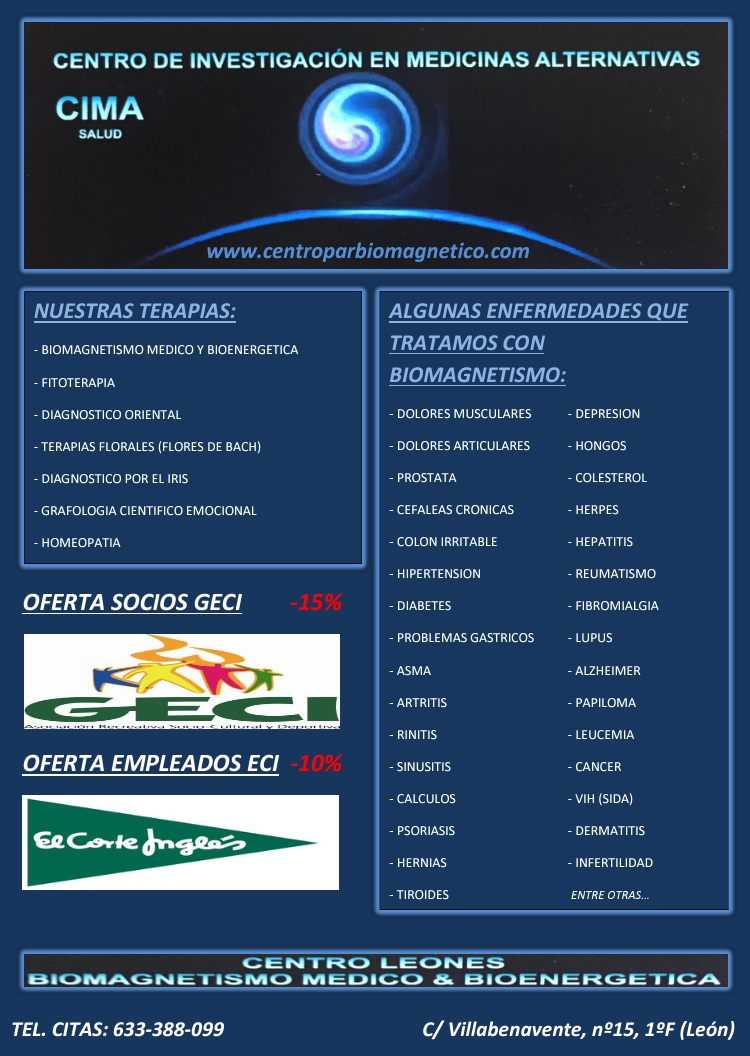 CENTRO DE INVESTIGACIÓN EN MEDICINAS ALTERNATIVAS
CIMA
SALUD
www.centroparbiomagnetico.com
NUESTRAS TERAPIAS:
- BIOMAGNETISMO MEDICO Y BIOENERGETICA
- FITOTERAPIA
- DIAGNOSTICO ORIENTAL
- TERAPIAS FLORALES (FLORES DE BACH)
- DIAGNOSTICO POR EL IRIS
- GRAFOLOGIA CIENTIFICO EMOCIONAL
- HOMEOPATIA
OFERTA SOCIOS GECI -15%
GECI
Asociación Recreativa Socio-Cultural y Deportiva
OFERTA EMPLEADOS ECI -10%
El Corte Inglés
ALGUNAS ENFERMEDADES QUE
TRATAMOS CON
BIOMAGNETISMO:
- DOLORES MUSCULARES
- DOLORES ARTICULARES
- PROSTATA
- CEFALEAS CRONICAS
- COLON IRRITABLE
- HIPERTENSION
- DIABETES
- PROBLEMAS GASTRICOS
- ASMA
- ARTRITIS
- RINITIS
- SINUSITIS
- CALCULOS
- PSORIASIS
- HERNIAS
- TIROIDES
- DEPRESION
- HONGOS
- COLESTEROL
- HERPES
- HEPATITIS
- REUMATISMO
- FIBROMIALGIA
- LUPUS
- ALZHEIMER
- PAPILOMA
- LEUCEMIA
- CANCER
- VIH (SIDA)
- DERMATITIS
- INFERTILIDAD
ENTRE OTRAS...
CENTRO LEONES
BIOMAGNETISMO MEDICO & BIOENERGETICA
TEL. CITAS: 633-388-099
C/ Villabenavente, nº15, 1ºF (León)